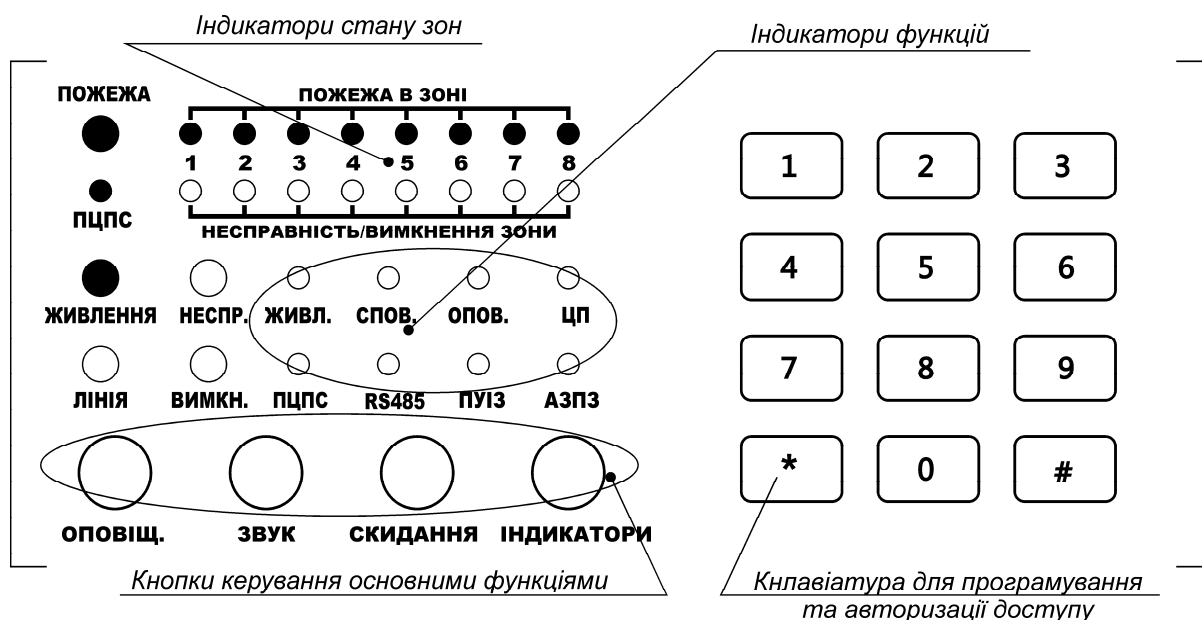 Індикатори стану зон
Індикатори функцій
ПОЖЕЖА
ПОЖЕЖА В ЗОНІ
1 2 3 4 5 6 7 8
ПЦПС
НЕСПРАВНІСТЬ/ВИМКНЕННЯ ЗОНИ
ЖИВЛЕННЯ НЕСПР. ЖИВЛ. СПОВ. ОПОВ. ЦП
ЛІНІЯ ВИМКН. ПЦПС RS485 ПУІЗ АЗПЗ
ОПОВІЩ. ЗВУК СКИДАННЯ ІНДИКАТОРИ
Кнопки керування основними функціями
1 2 3
4 5 6
7 8 9
* 0 #
Кнлавіатура для програмування
та авторизації доступу